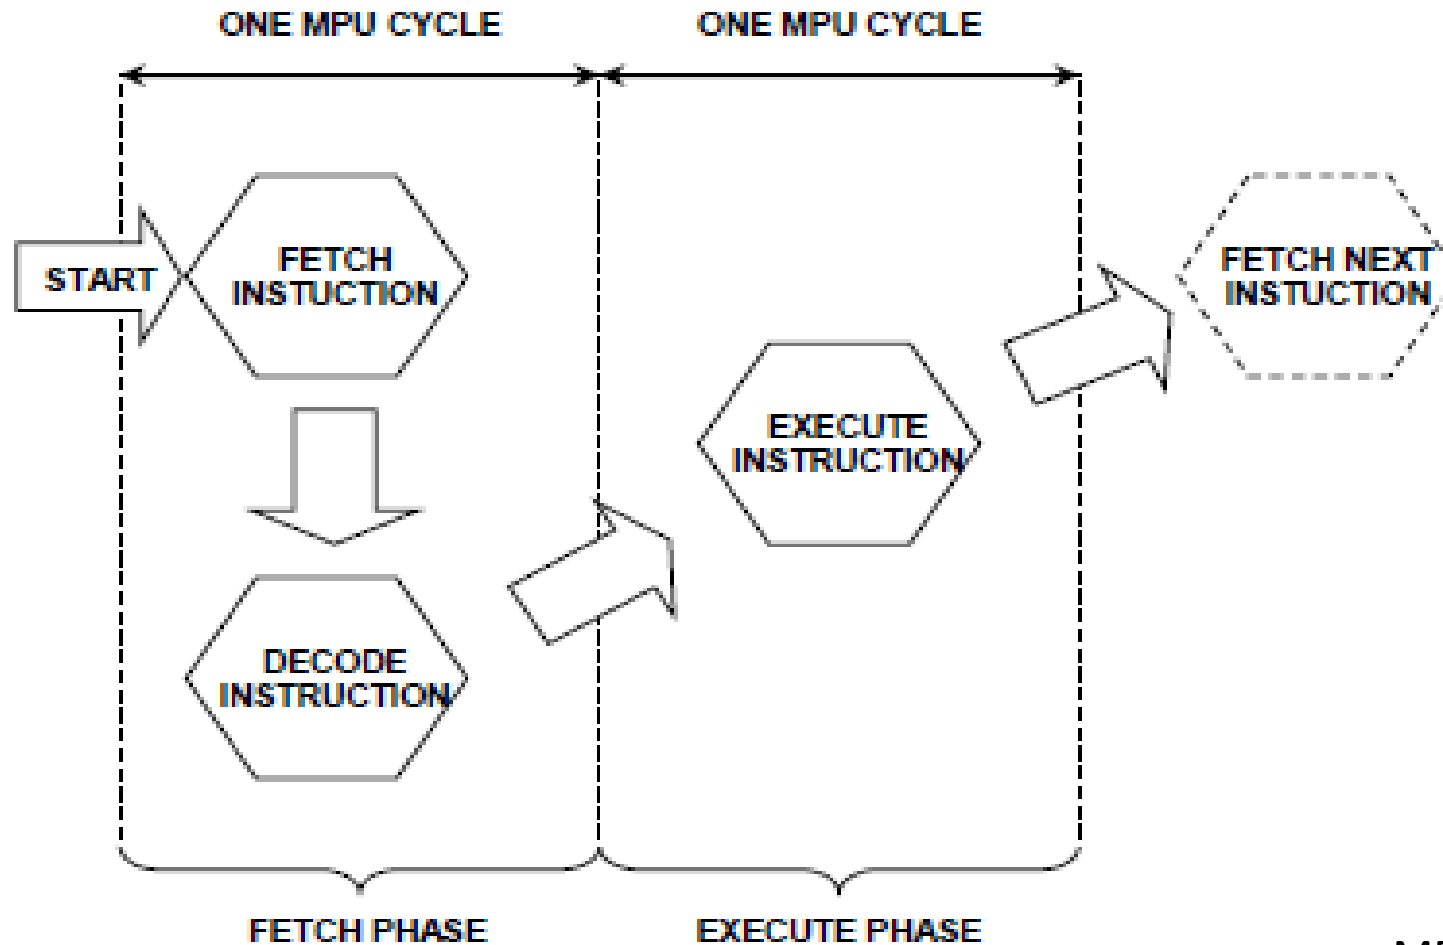 ONE MPU CYCLE
ONE MPU CYCLE
START
FETCH
INSTUCTION
FETCH NEXT
INSTUCTION
EXECUTE
INSTRUCTION
DECODE
INSTRUCTION
FETCH PHASE
EXECUTE PHASE